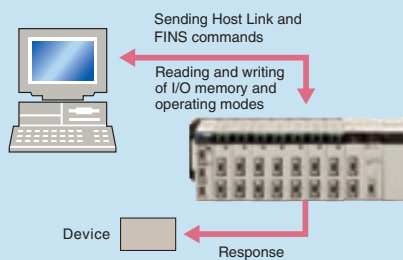 Sending Host Link and
FINS commands
Reading and writing
of I/O memory and
operating modes
Device
Response